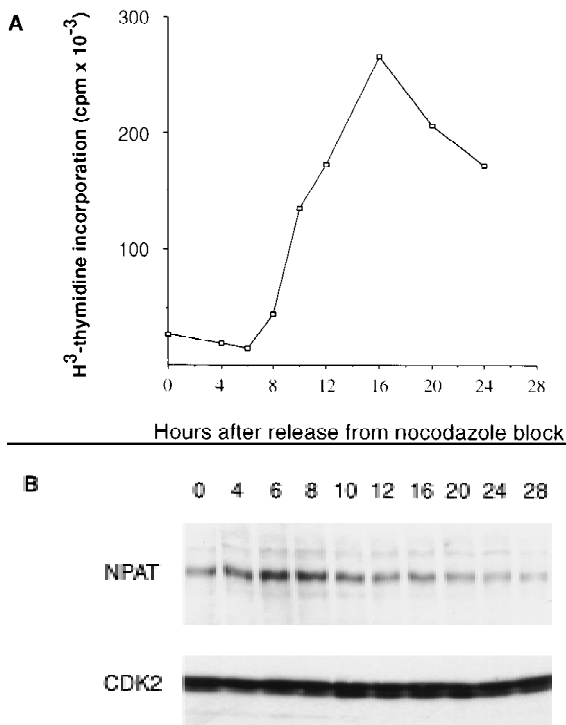 A
H3-thymidine incorporation (cpm x 10-3)
300
200
100
0 4 8 12 16 20 24 28
Hours after release from nocodazole block
B
0 4 6 8 10 12 16 20 24 28
NPAT
CDK2